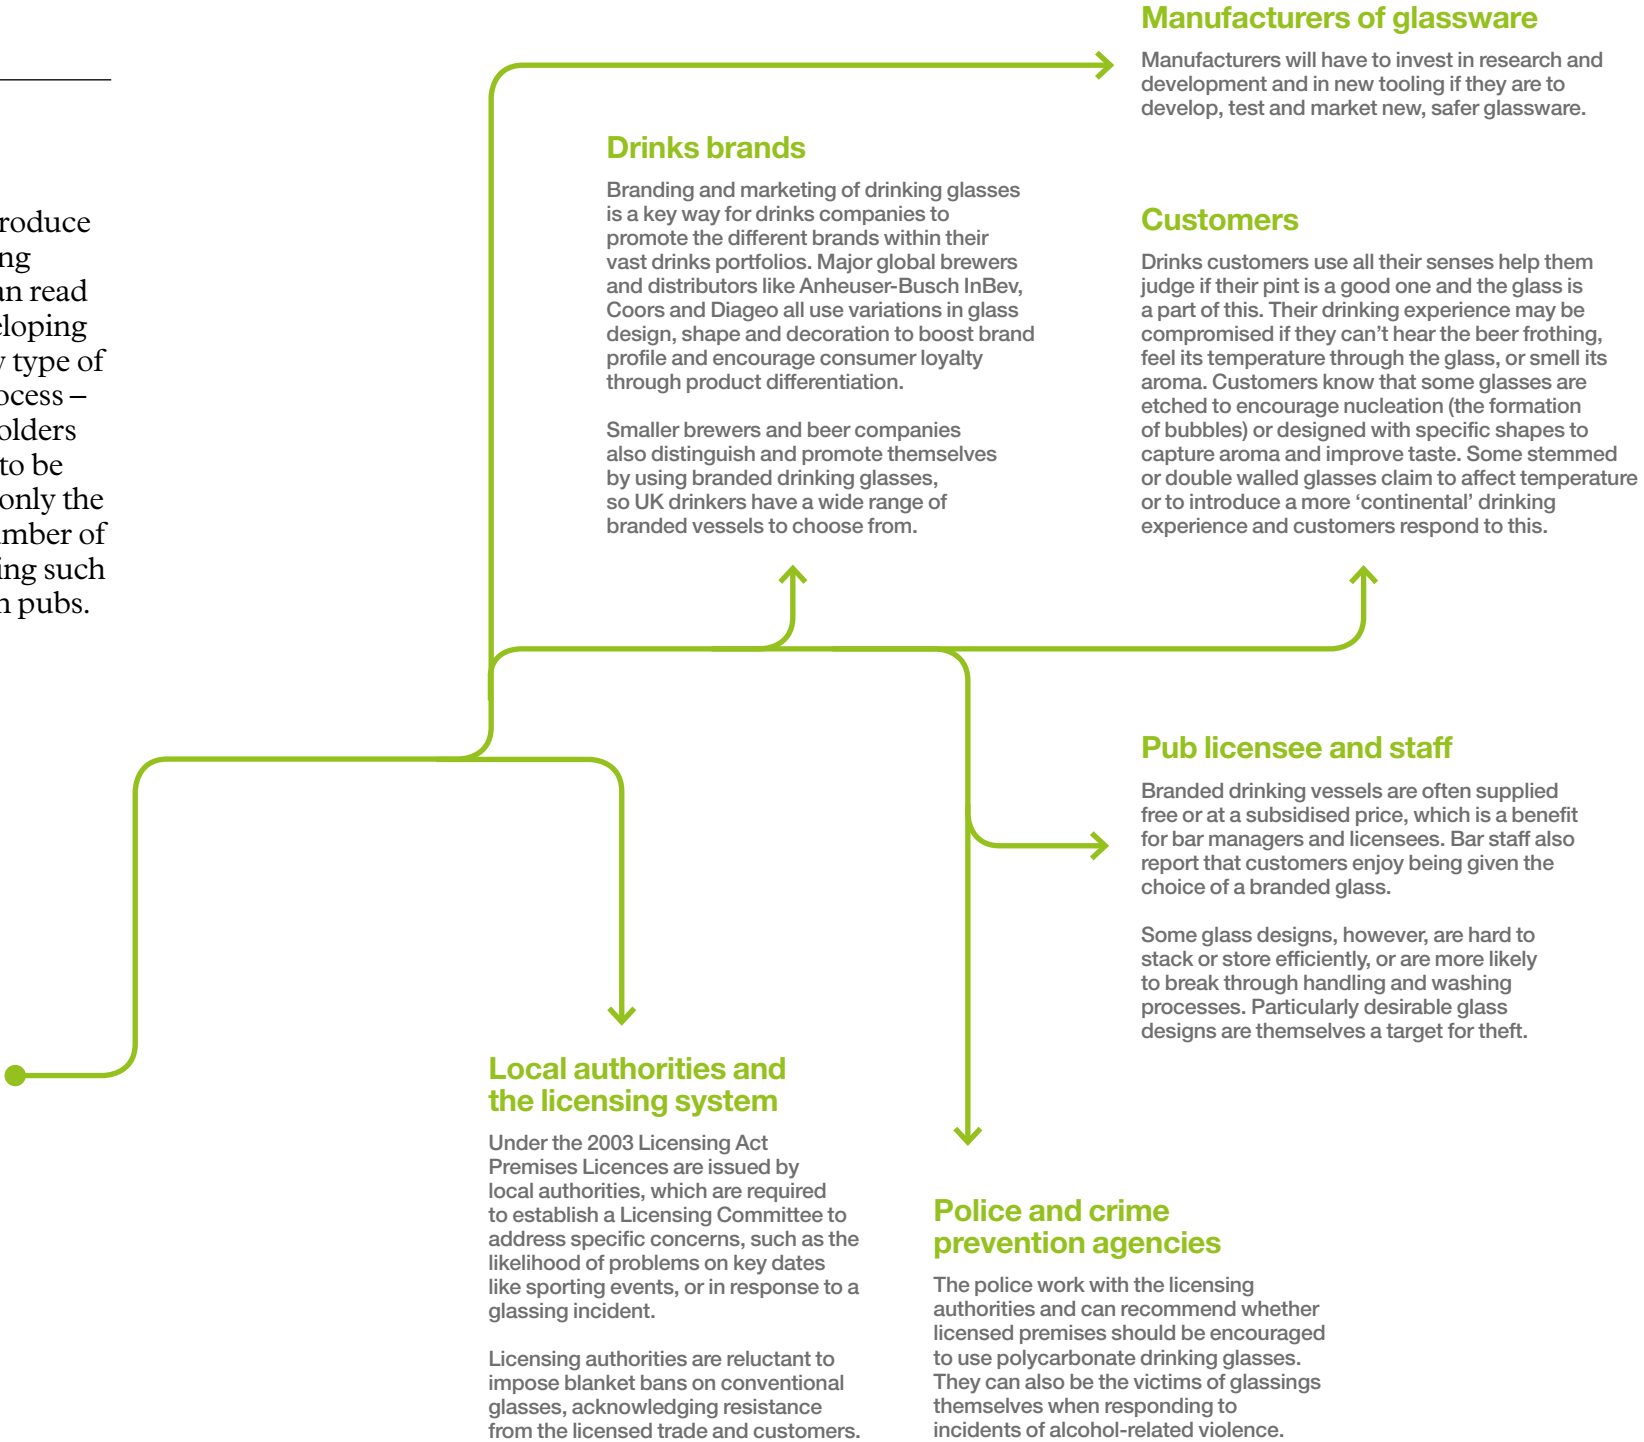 roduce
ng
an read
eloping
type of
ocess –
olders
to be
only the
mber of
ing such
n pubs.
Manufacturers of glassware
Manufacturers will have to invest in research and
development and in new tooling if they are to
develop, test and market new, safer glassware.
Drinks brands
Branding and marketing of drinking glasses
is a key way for drinks companies to
promote the different brands within their
vast drinks portfolios. Major global brewers
and distributors like Anheuser-Busch InBev,
Coors and Diageo all use variations in glass
design, shape and decoration to boost brand
profile and encourage consumer loyalty
through product differentiation.
Smaller brewers and beer companies
also distinguish and promote themselves
by using branded drinking glasses,
so UK drinkers have a wide range of
branded vessels to choose from.
Customers
Drinks customers use all their senses help them
judge if their pint is a good one and the glass is
a part of this. Their drinking experience may be
compromised if they can’t hear the beer frothing,
feel its temperature through the glass, or smell its
aroma. Customers know that some glasses are
etched to encourage nucleation (the formation
of bubbles) or designed with specific shapes to
capture aroma and improve taste. Some stemmed
or double walled glasses claim to affect temperature
or to introduce a more ‘continental’ drinking
experience and customers respond to this.
Pub licensee and staff
Branded drinking vessels are often supplied
free or at a subsidised price, which is a benefit
for bar managers and licensees. Bar staff also
report that customers enjoy being given the
choice of a branded glass.
Some glass designs, however, are hard to
stack or store efficiently, or are more likely
to break through handling and washing
processes. Particularly desirable glass
designs are themselves a target for theft.
Local authorities and
the licensing system
Under the 2003 Licensing Act
Premises Licences are issued by
local authorities, which are required
to establish a Licensing Committee to
address specific concerns, such as the
likelihood of problems on key dates
like sporting events, or in response to a
glassing incident.
Licensing authorities are reluctant to
impose blanket bans on conventional
glasses, acknowledging resistance
from the licensed trade and customers.
Police and crime
prevention agencies
The police work with the licensing
authorities and can recommend whether
licensed premises should be encouraged
to use polycarbonate drinking glasses.
They can also be the victims of glassings
themselves when responding to
incidents of alcohol-related violence.